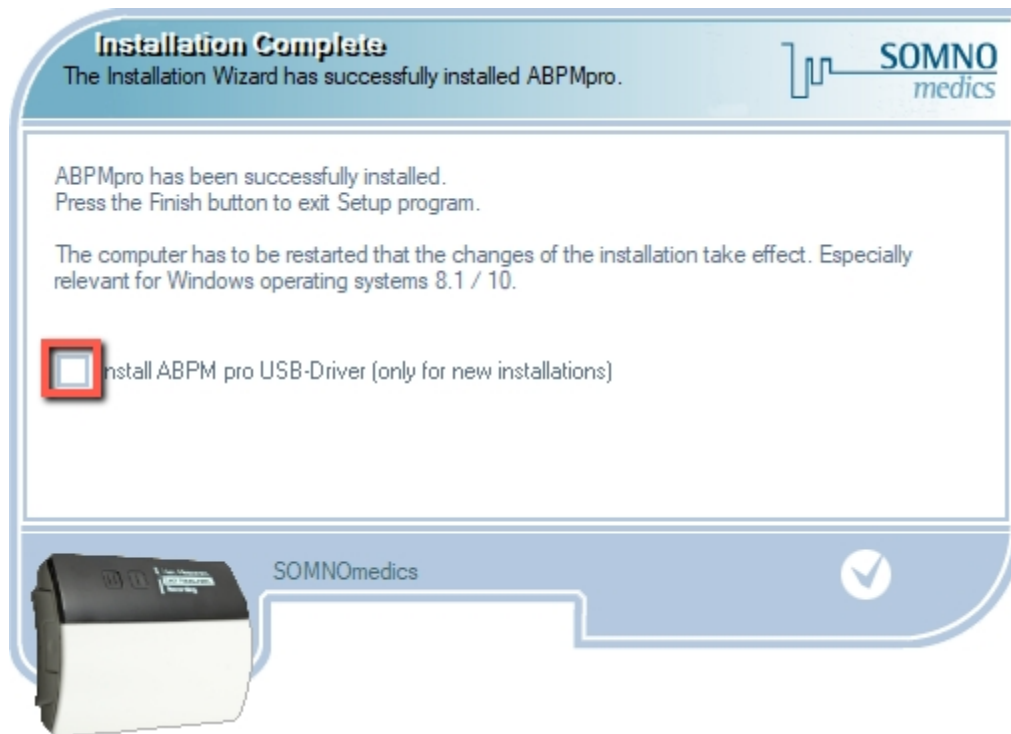 Installation Complete
The Installation Wizard has successfully installed ABPMpro.
SOMNO
medics
ABPMpro has been successfully installed.
Press the Finish button to exit Setup program.
The computer has to be restarted that the changes of the installation take effect. Especially
relevant for Windows operating systems 8.1 / 10.
nstall ABPM pro USB-Driver (only for new installations)
SOMNOmedics